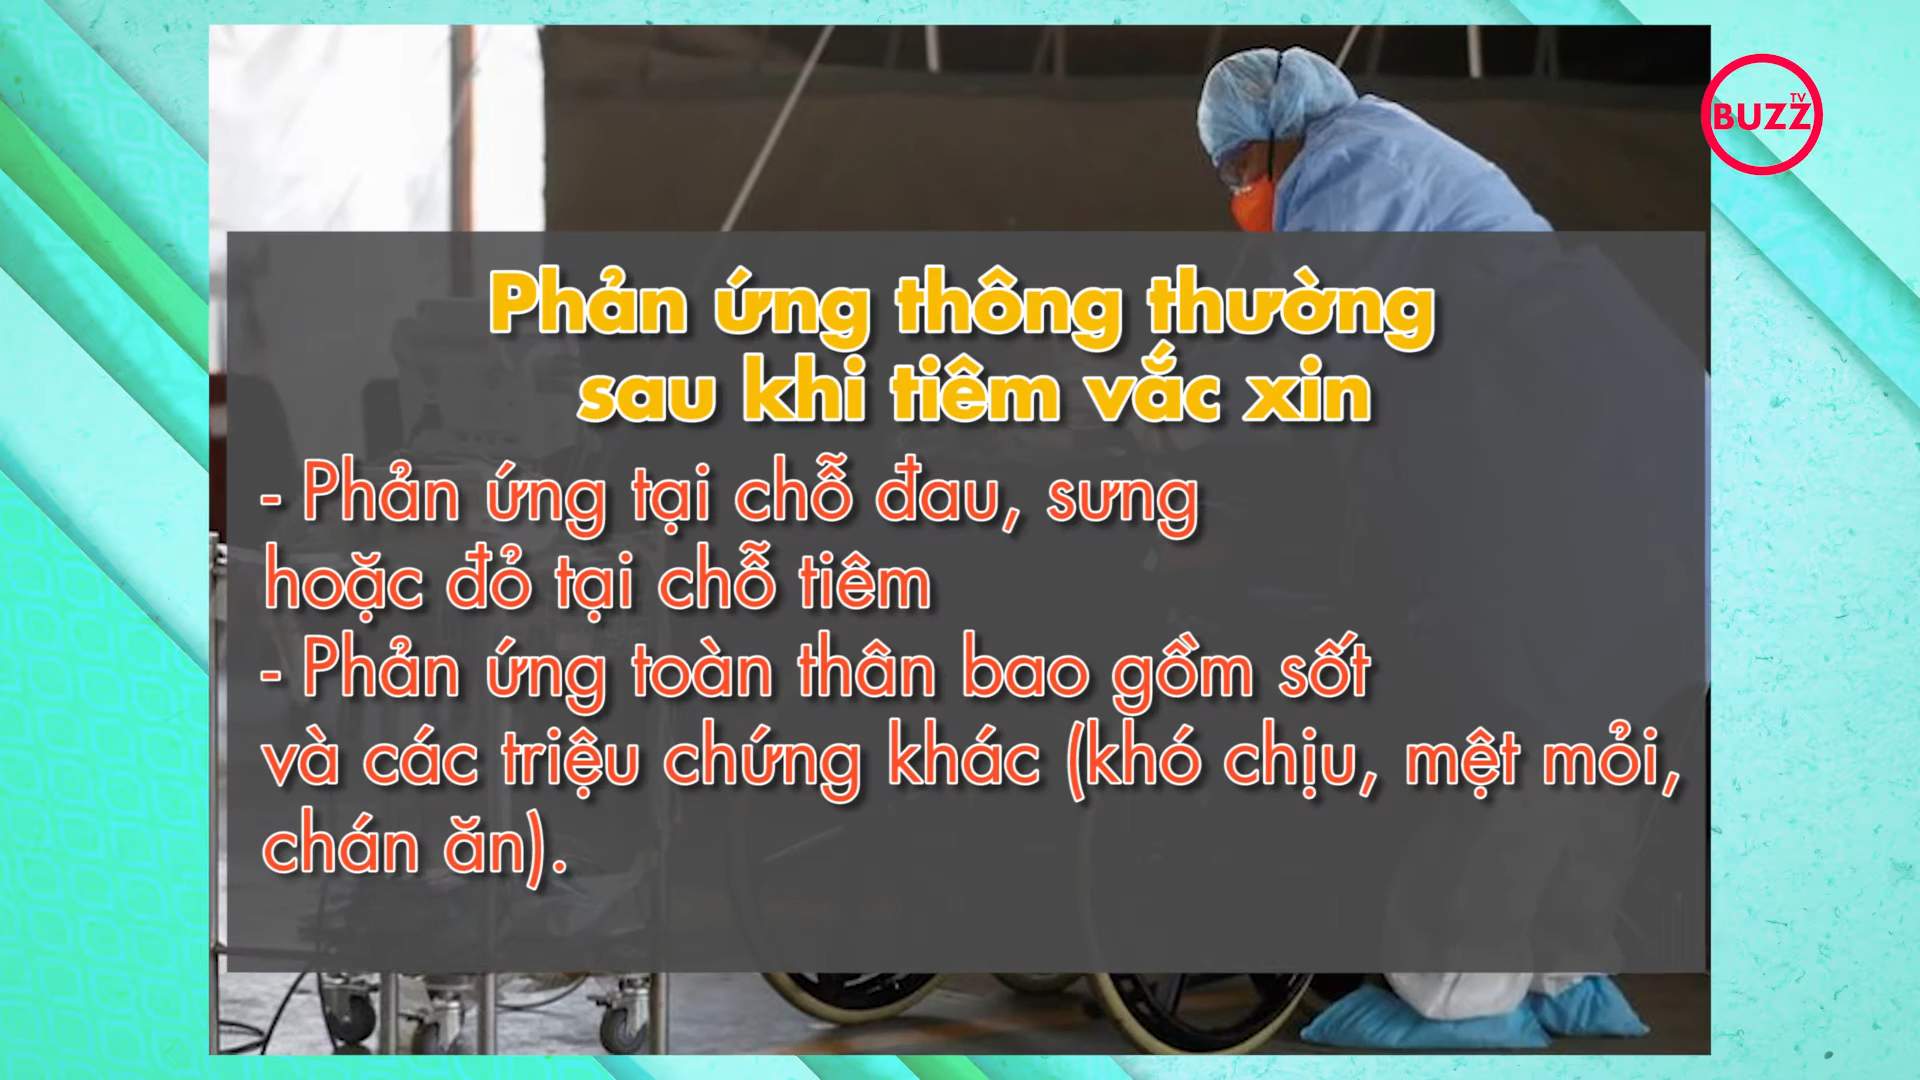 BUZZ TV
Phản ứng thông thường
sau khi tiêm vắc xin
- Phản ứng tại chỗ đau, sưng
hoặc đỏ tại chỗ tiêm
- Phản ứng toàn thân bao gồm sốt
và các triệu chứng khác (khó chịu, mệt mỏi,
chán ăn).